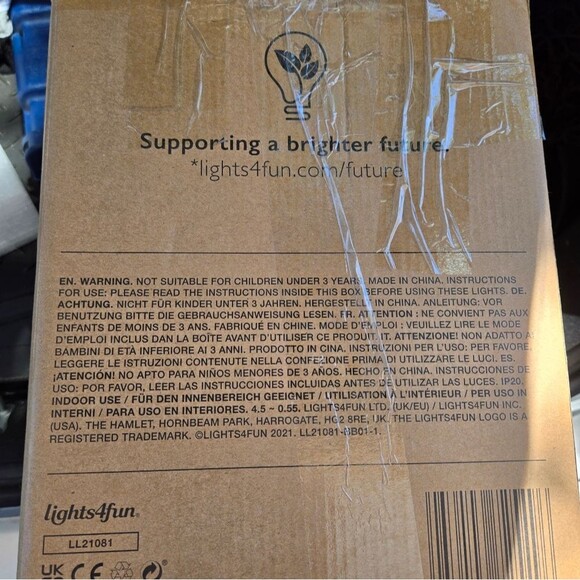 Supporting a brighter future.
*lights4fun.com/future
EN. WARNING. NOT SUITABLE FOR CHILDREN UNDER 3 YEARS. MADE IN CHINA. INSTRUCTIONS
FOR USE: PLEASE READ THE INSTRUCTIONS INSIDE THIS BOX BEFORE USING THESE LIGHTS. DE.
ACHTUNG. NICHT FÜR KINDER UNTER 3 JAHREN. HERGESTELLT IN CHINA. ANLEITUNG: VOR
BENUTZUNG BITTE DIE GEBRAUCHSANWEISUNG LESEN. FR. ATTENTION : NE CONVIENT PAS AUX
ENFANTS DE MOINS DE 3 ANS. FABRIQUÉ EN CHINE. MODE D'EMPLOI : VEUILLEZ LIRE LE MODE
D'EMPLOI INCLUS DAN LA BOÎTE AVANT D'UTILISER CE PRODUIT. IT. ATTENZIONE! NON ADATTO AI
BAMBINI DI ETÀ INFERIORE AI 3 ANNI. PRODOTTO IN CINA. ISTRUZIONI PER L'USO: PER FAVORE,
LEGGERE LE ISTRUZIONI CONTENUTE NELLA CONFEZIONE PRIMA DI UTILIZZARE LE LUCI. ES.
¡ATENCIÓN! NO APTO PARA NIÑOS MENORES DE 3 AÑOS. HECHO EN CHINA. INSTRUCCIONES DE
USO: POR FAVOR, LEER LAS INSTRUCCIONES INCLUIDAS ANTES DE UTILIZAR LAS LUCES. IP20.
INDOOR USE / FÜR DEN INNENBEREICH GEEIGNET / UTILISATION À L'INTÉRIEUR / PER USO IN
INTERNI / PARA USO EN INTERIORES. 4.5 ~ 0.55. LIGHTS4FUN LTD. (UK/EU) / LIGHTS4FUN INC.
(USA). THE HAMLET, HORNBEAM PARK, HARROGATE, HG2 8RE, UK. THE LIGHTS4FUN LOGO IS A
REGISTERED TRADEMARK. ©LIGHTS4FUN 2021. LL21081-BB01-1.
lights4fun®
LL21081
UK CE